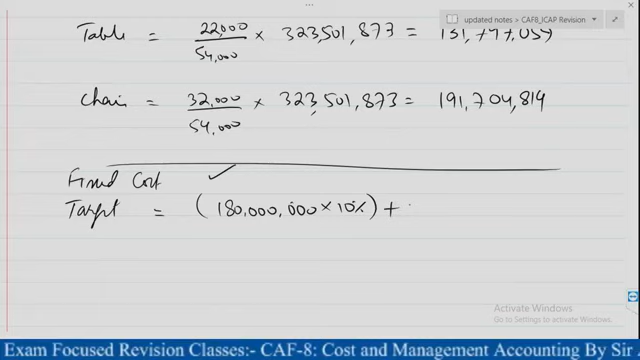 updated notes > CAF8_ICAP Revision
Table = 22,000 / 54,000 × 323,501,873 = 131,797,059
Chair = 32,000 / 54,000 × 323,501,873 = 191,704,814
Fixed Cost ✓
Target = (180,000,000 × 10%) +
Activate Windows
Go to Settings to activate Windows.
Exam Focused Revision Classes:- CAF-8: Cost and Management Accounting By Sir